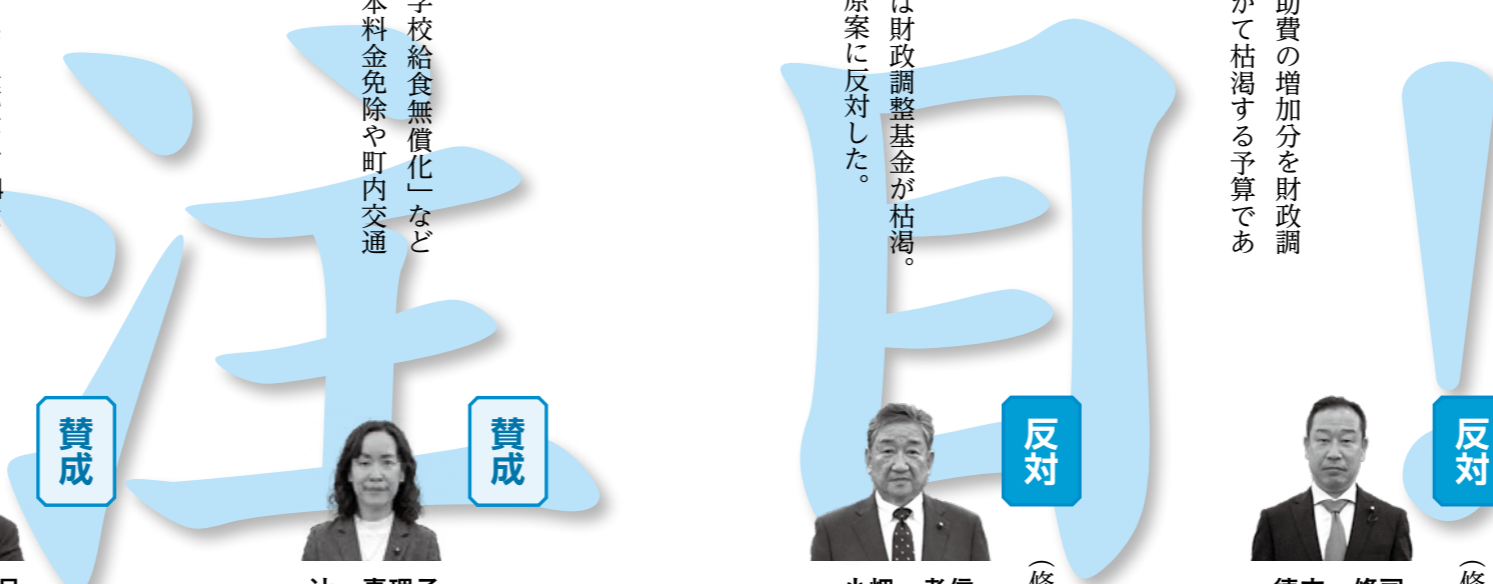 注目！
助費の増加分を財政調
かて枯渇する予算であ
反対
は財政調整基金が枯渇。
原案に反対した。
反対
学校給食無償化」など
本料金免除や町内交通
賛成
賛成